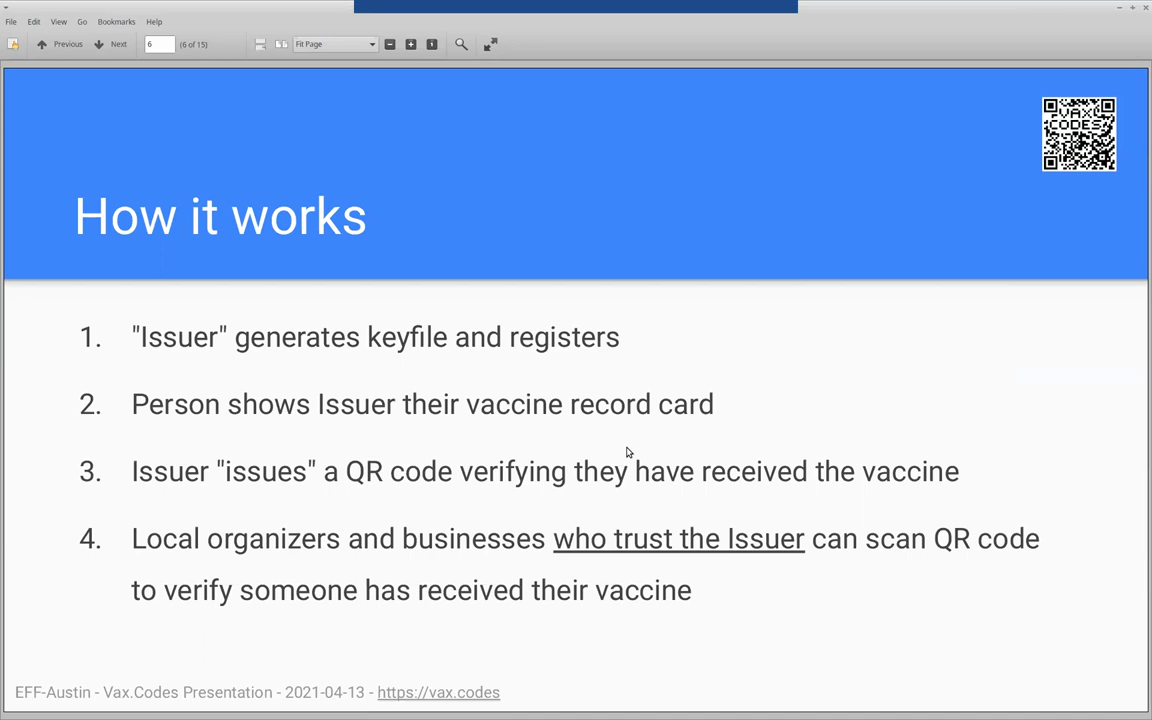 File Edit View Go Bookmarks Help
Previous Next 6 (6 of 15) Fit Page
VAX
CODES
How it works
1. "Issuer" generates keyfile and registers
2. Person shows Issuer their vaccine record card
3. Issuer "issues" a QR code verifying they have received the vaccine
4. Local organizers and businesses who trust the Issuer can scan QR code
to verify someone has received their vaccine
EFF-Austin - Vax.Codes Presentation - 2021-04-13 - https://vax.codes